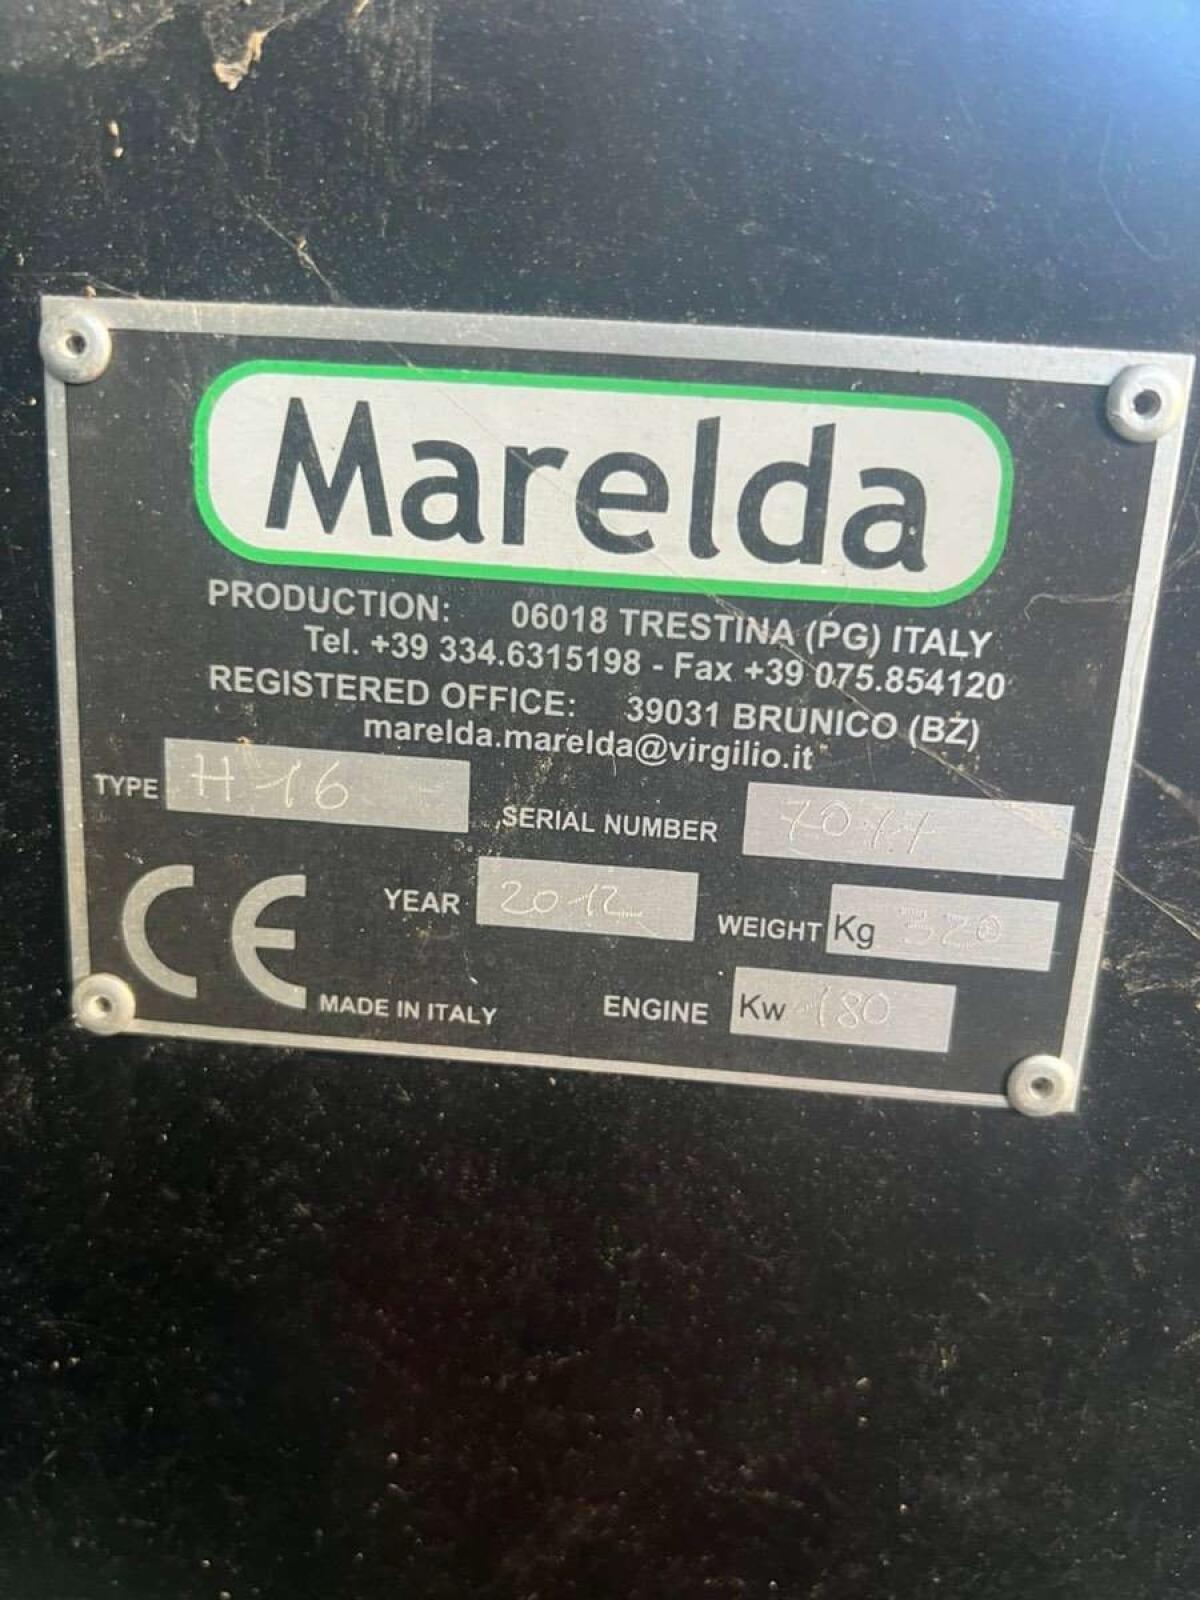 Marelda
PRODUCTION: 06018 TRESTINA (PG) ITALY
Tel. +39 334.6315198 - Fax +39 075.854120
REGISTERED OFFICE: 39031 BRUNICO (BZ)
marelda.marelda@virgilio.it
TYPE H 16 SERIAL NUMBER
YEAR 2012 WEIGHT Kg
CE MADE IN ITALY ENGINE Kw 180